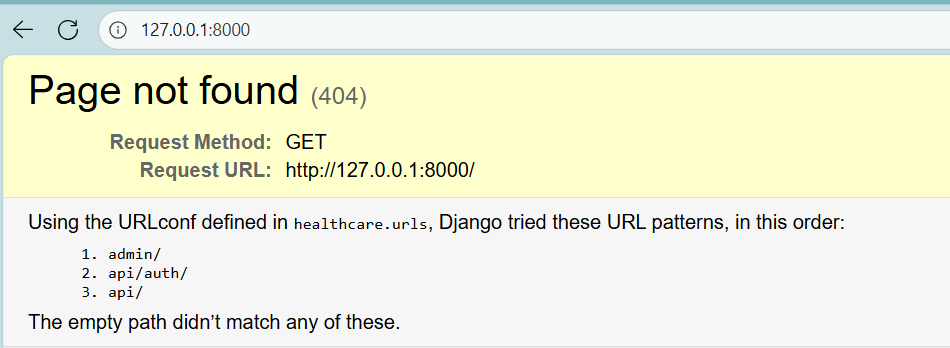 127.0.0.1:8000
Page not found (404)
Request Method: GET
Request URL: http://127.0.0.1:8000/
Using the URLconf defined in healthcare.urls, Django tried these URL patterns, in this order:
1. admin/
2. api/auth/
3. api/
The empty path didn’t match any of these.